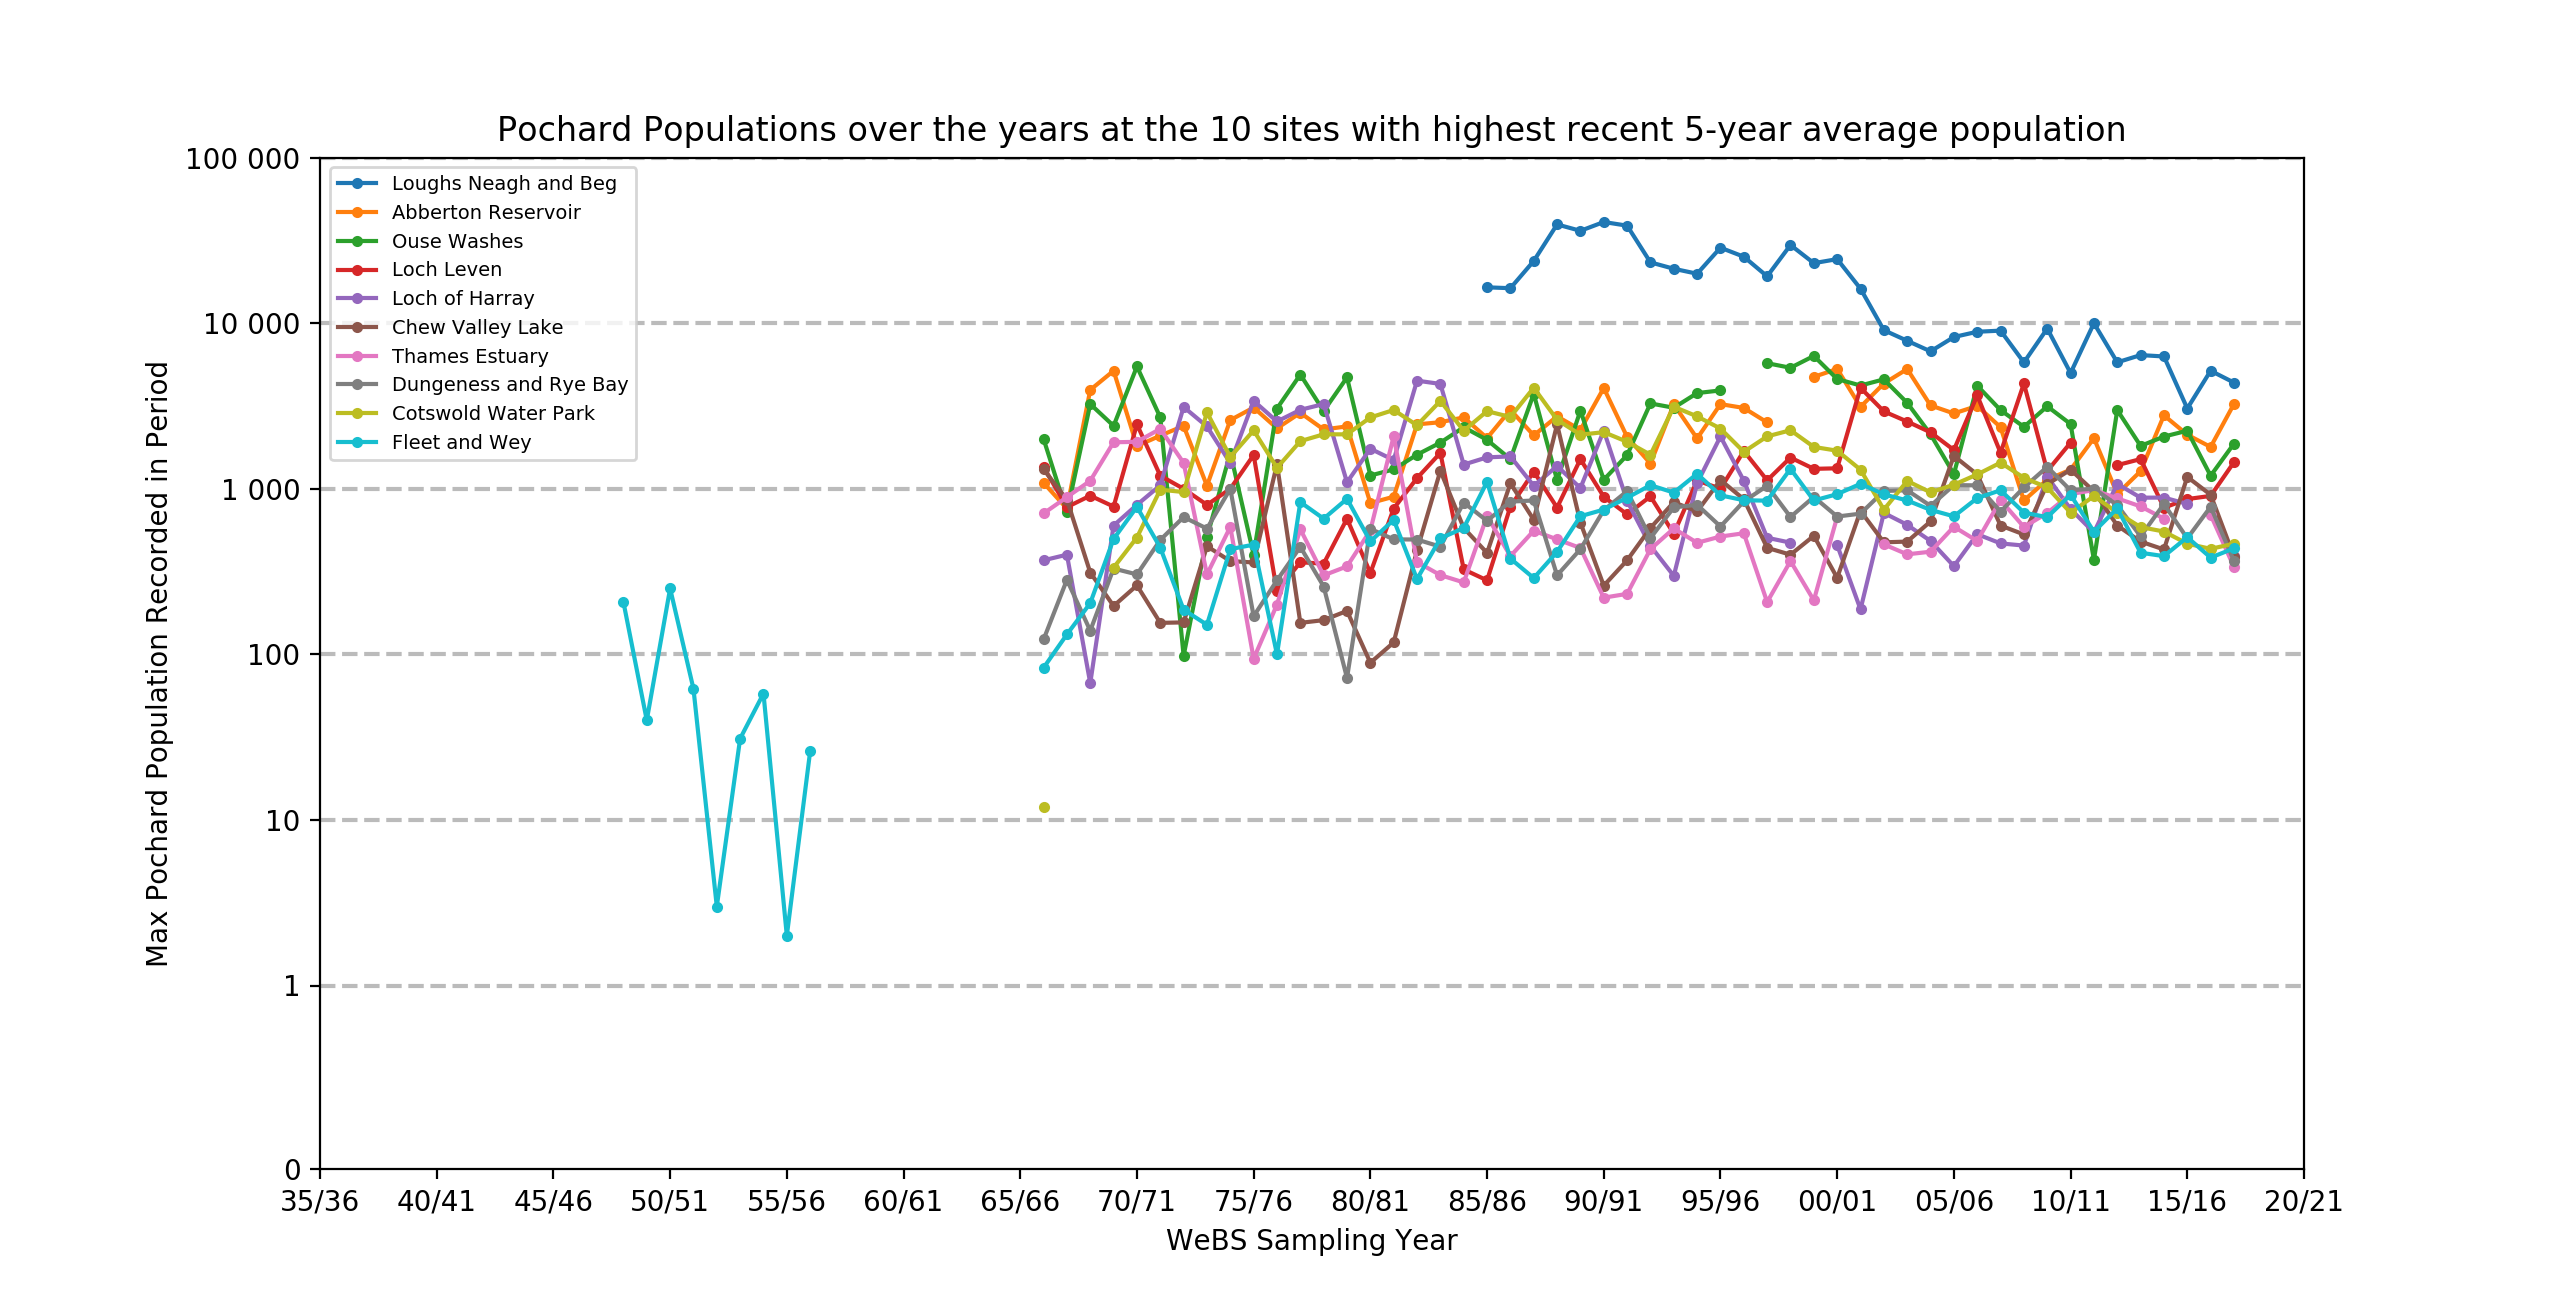 Pochard Populations over the years at the 10 sites with highest recent 5-year average population
Max Pochard Population Recorded in Period
100 000
10 000
1 000
100
10
1
0
Loughs Neagh and Beg
Abberton Reservoir
Ouse Washes
Loch Leven
Loch of Harray
Chew Valley Lake
Thames Estuary
Dungeness and Rye Bay
Cotswold Water Park
Fleet and Wey
35/36 40/41 45/46 50/51 55/56 60/61 65/66 70/71 75/76 80/81 85/86 90/91 95/96 00/01 05/06 10/11 15/16 20/21
WeBS Sampling Year